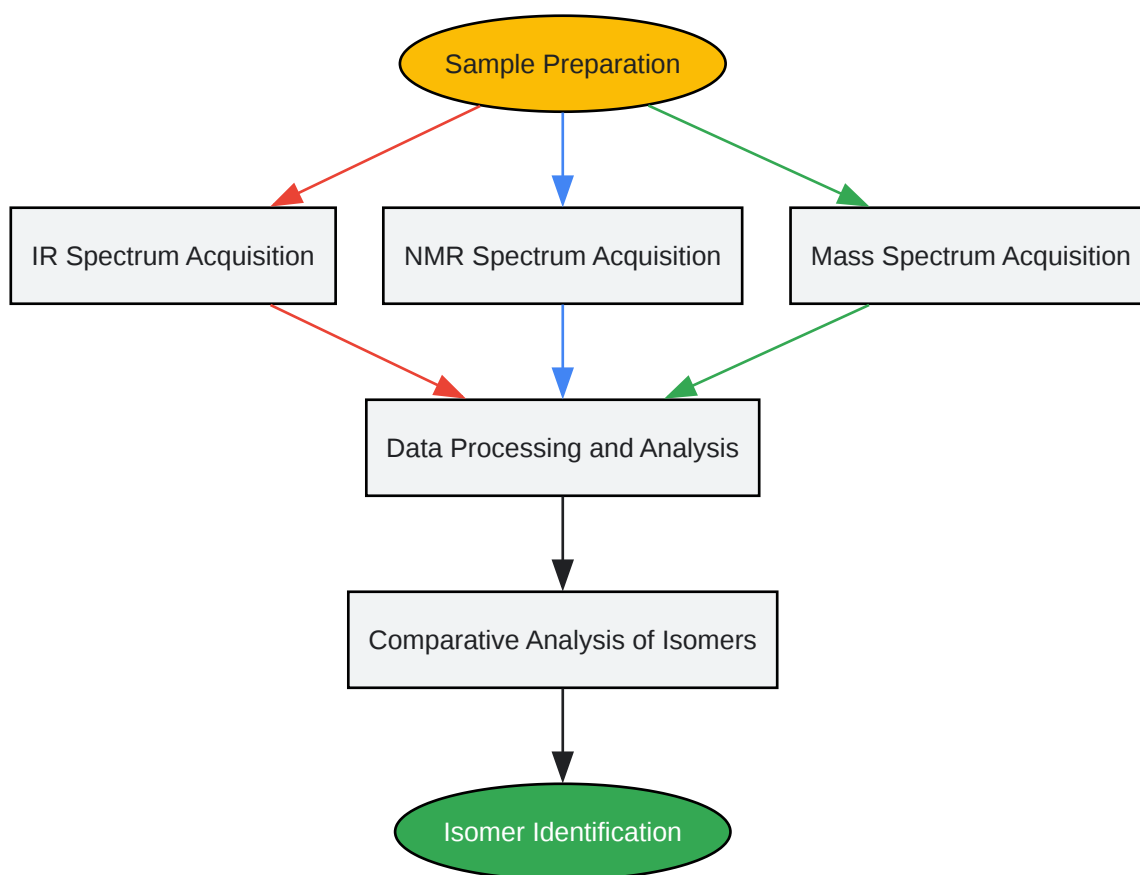 Sample Preparation
IR Spectrum Acquisition
NMR Spectrum Acquisition
Mass Spectrum Acquisition
Data Processing and Analysis
Comparative Analysis of Isomers
Isomer Identification